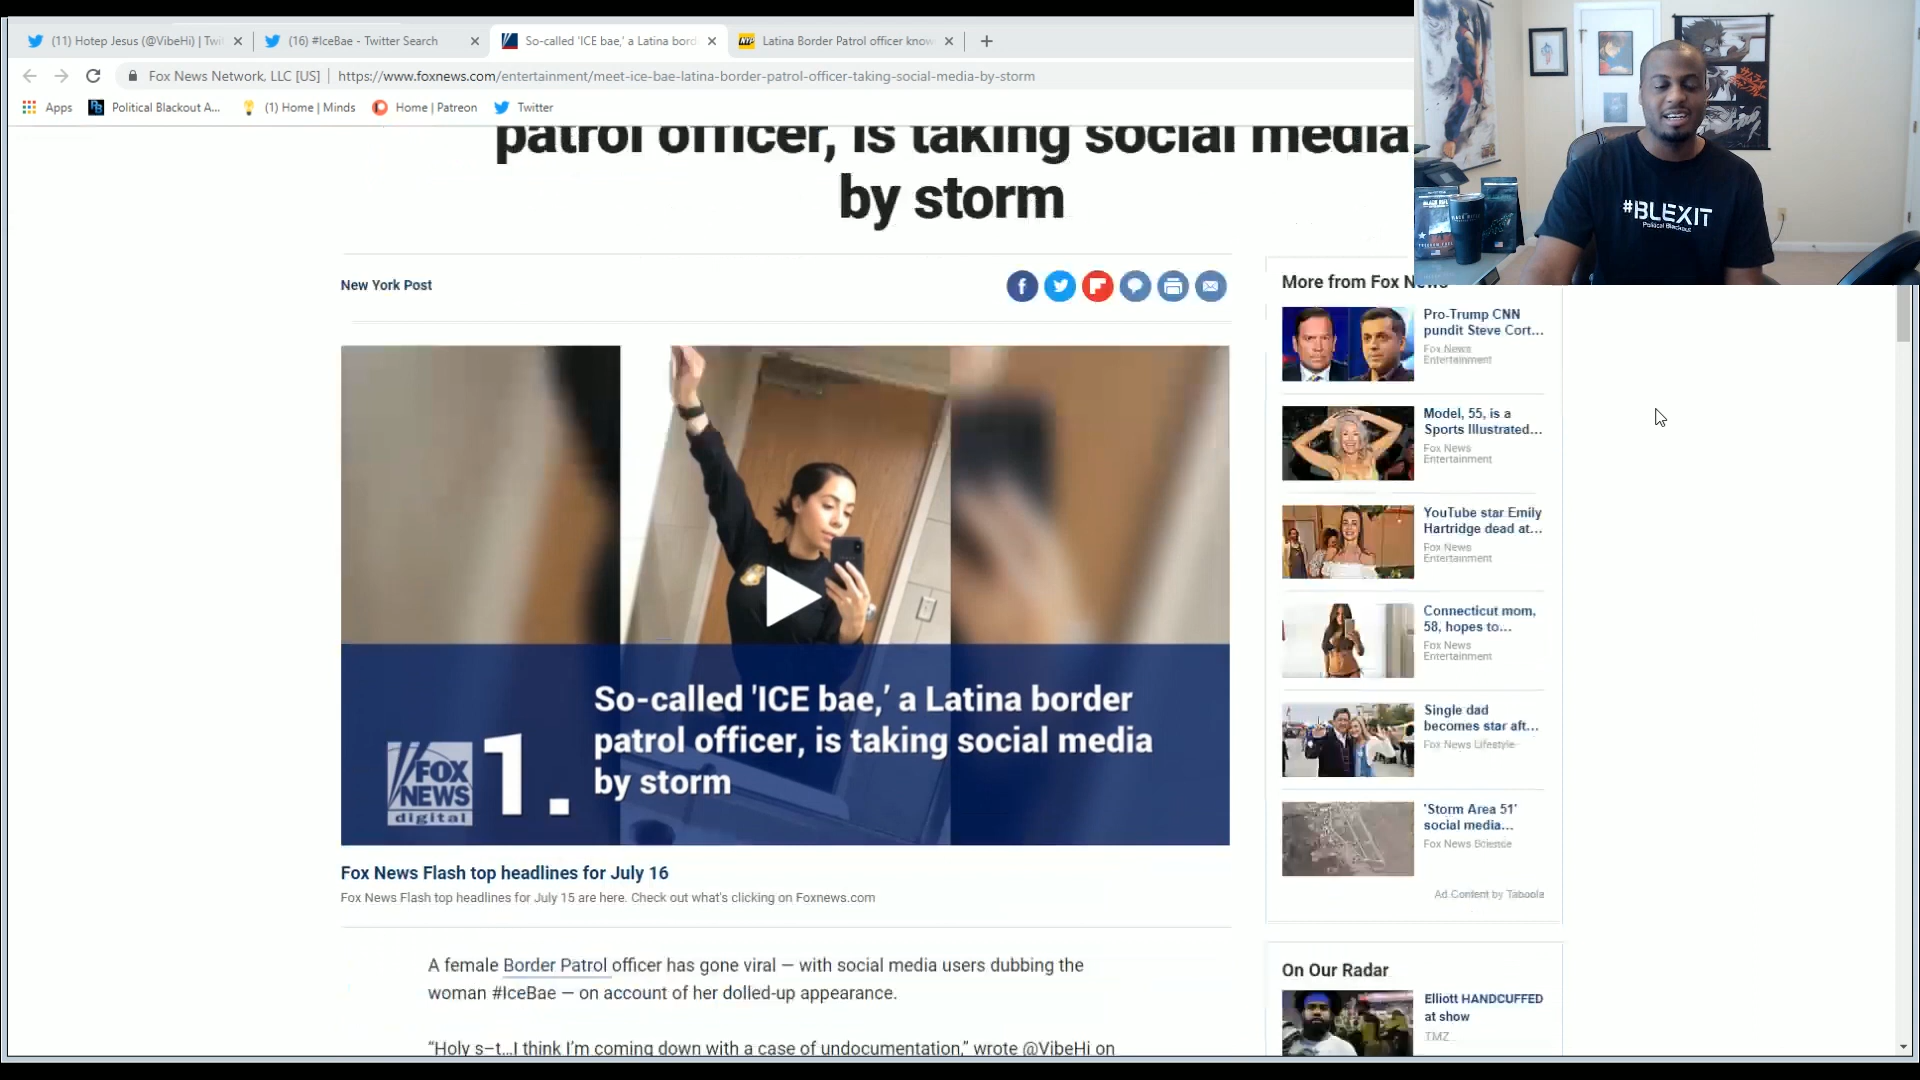 (11) Hotep Jesus (@VibeHi) | Twi
(16) #IceBae - Twitter Search
So-called 'ICE bae,' a Latina bord
NYP
Latina Border Patrol officer know
Fox News Network, LLC [US]
https://www.foxnews.com/entertainment/meet-ice-bae-latina-border-patrol-officer-taking-social-media-by-storm
Apps
Political Blackout A...
(1) Home | Minds
Home | Patreon
Twitter
#BLEXIT
Political Blackout
patrol officer, is taking social media
by storm
New York Post
FOX
NEWS
digital
1.
So-called 'ICE bae,' a Latina border
patrol officer, is taking social media
by storm
Fox News Flash top headlines for July 16
Fox News Flash top headlines for July 15 are here. Check out what's clicking on Foxnews.com
A female Border Patrol officer has gone viral — with social media users dubbing the
woman #IceBae — on account of her dolled-up appearance.
“Holy s–t...I think I’m coming down with a case of undocumentation,” wrote @VibeHi on
More from Fox News
Pro-Trump CNN
pundit Steve Cort...
Fox News
Entertainment
Model, 55, is a
Sports Illustrated...
Fox News
Entertainment
YouTube star Emily
Hartridge dead at...
Fox News
Entertainment
Connecticut mom,
58, hopes to...
Fox News
Entertainment
Single dad
becomes star aft...
Fox News Lifestyle
'Storm Area 51'
social media...
Fox News Science
Ad Content by Taboola
On Our Radar
Elliott HANDCUFFED
at show
TMZ